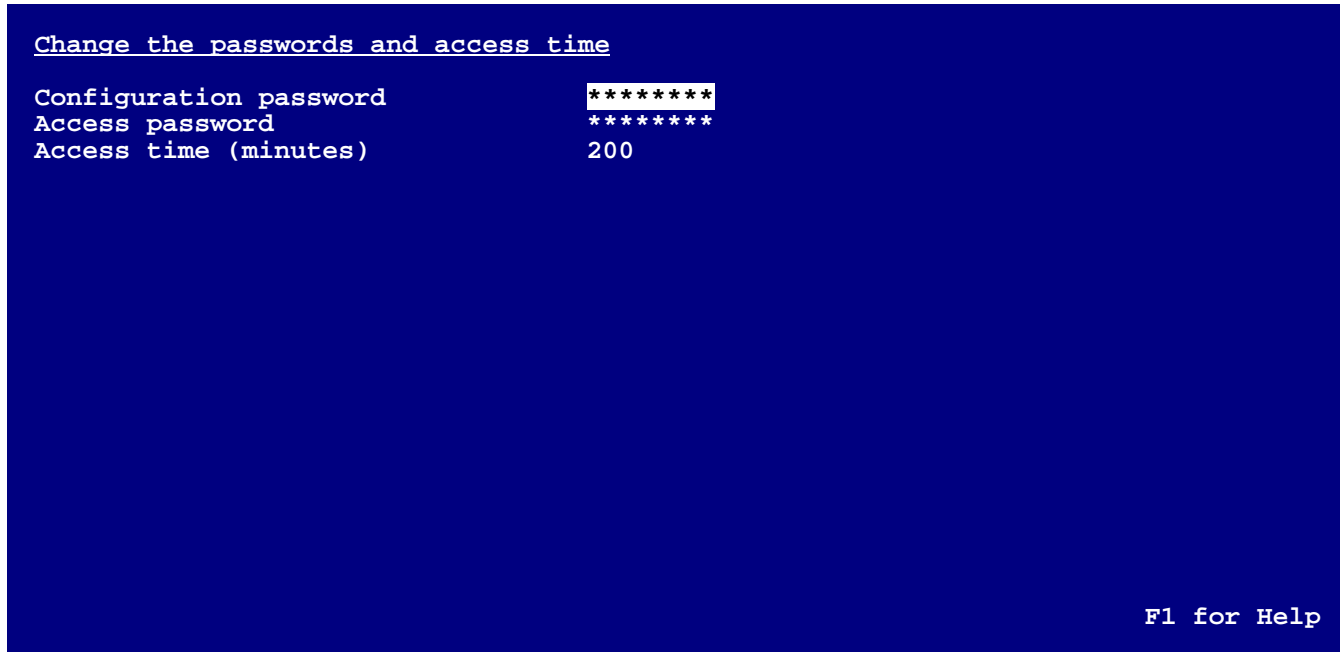 Change the passwords and access time
Configuration password ********
Access password ********
Access time (minutes) 200
F1 for Help